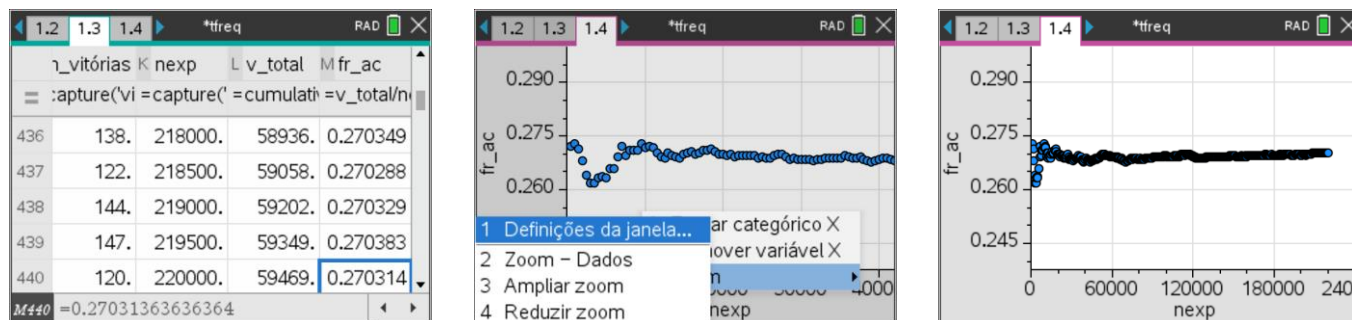 1.2 1.3 1.4 *tfreq RAD
n_vitórias K nexp L v_total M fr_ac
= :apture('vi =capture(' =cumulati =v_total/n
436 138. 218000. 58936. 0.270349
437 122. 218500. 59058. 0.270288
438 144. 219000. 59202. 0.270329
439 147. 219500. 59349. 0.270383
440 120. 220000. 59469. 0.270314
M440 =0.27031363636364
1.2 1.3 1.4 *tfreq RAD
0.290
0.275
0.260
fr_ac
ar categórico X
over variável X
m
1 Definições da janela...
2 Zoom – Dados
3 Ampliar zoom
4 Reduzir zoom
4000
nexp
1.2 1.3 1.4 *tfreq RAD
0.290
0.275
0.260
0.245
fr_ac
0 60000 120000 180000 240
nexp